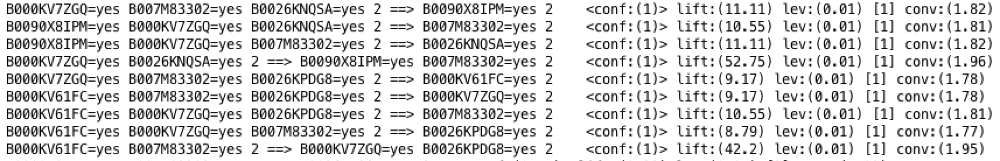 B000KV7ZGQ=yes B007M83302=yes B0026KNQSA=yes 2 ==> B0090X8IPM=yes 2    <conf:(1)> lift:(11.11) lev:(0.01) [1] conv:(1.82)
B0090X8IPM=yes B000KV7ZGQ=yes B0026KNQSA=yes 2 ==> B007M83302=yes 2    <conf:(1)> lift:(10.55) lev:(0.01) [1] conv:(1.81)
B0090X8IPM=yes B000KV7ZGQ=yes B007M83302=yes 2 ==> B0026KNQSA=yes 2    <conf:(1)> lift:(11.11) lev:(0.01) [1] conv:(1.82)
B000KV7ZGQ=yes B0026KNQSA=yes 2 ==> B0090X8IPM=yes B007M83302=yes 2    <conf:(1)> lift:(52.75) lev:(0.01) [1] conv:(1.96)
B000KV7ZGQ=yes B007M83302=yes B0026KPDG8=yes 2 ==> B000KV61FC=yes 2    <conf:(1)> lift:(9.17) lev:(0.01) [1] conv:(1.78)
B000KV61FC=yes B007M83302=yes B0026KPDG8=yes 2 ==> B000KV7ZGQ=yes 2    <conf:(1)> lift:(9.17) lev:(0.01) [1] conv:(1.78)
B000KV61FC=yes B000KV7ZGQ=yes B0026KPDG8=yes 2 ==> B007M83302=yes 2    <conf:(1)> lift:(10.55) lev:(0.01) [1] conv:(1.81)
B000KV61FC=yes B000KV7ZGQ=yes B007M83302=yes 2 ==> B0026KPDG8=yes 2    <conf:(1)> lift:(8.79) lev:(0.01) [1] conv:(1.77)
B000KV61FC=yes B007M83302=yes 2 ==> B000KV7ZGQ=yes B0026KPDG8=yes 2    <conf:(1)> lift:(42.2) lev:(0.01) [1] conv:(1.95)